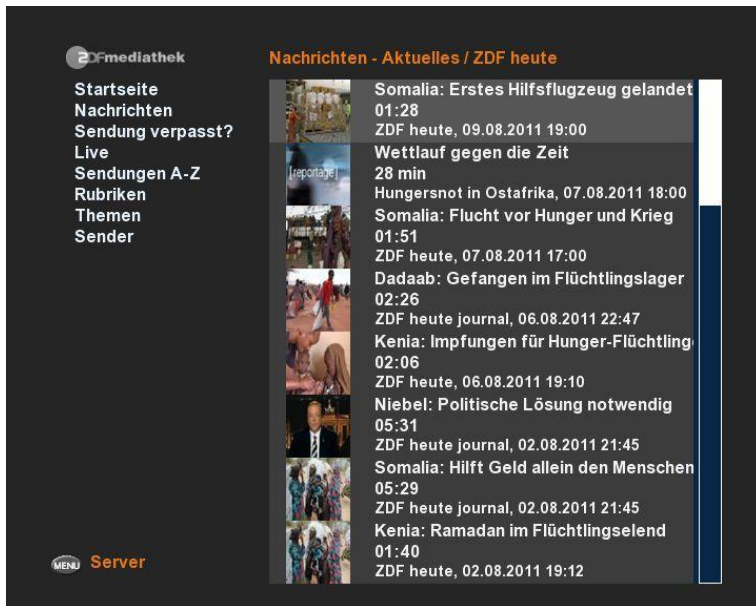 ZDFmediathek
Nachrichten - Aktuelles / ZDF heute
Startseite
Nachrichten
Sendung verpasst?
Live
Sendungen A-Z
Rubriken
Themen
Sender
Somalia: Erstes Hilfsflugzeug gelandet
01:28
ZDF heute, 09.08.2011 19:00
[reportage]
Wettlauf gegen die Zeit
28 min
Hungersnot in Ostafrika, 07.08.2011 18:00
Somalia: Flucht vor Hunger und Krieg
01:51
ZDF heute, 07.08.2011 17:00
Dadaab: Gefangen im Flüchtlingslager
02:26
ZDF heute journal, 06.08.2011 22:47
Kenia: Impfungen für Hunger-Flüchtlinge
02:06
ZDF heute, 06.08.2011 19:10
Niebel: Politische Lösung notwendig
05:31
ZDF heute journal, 02.08.2011 21:45
Somalia: Hilft Geld allein den Menschen
05:29
ZDF heute journal, 02.08.2011 21:45
Kenia: Ramadan im Flüchtlingselend
01:40
ZDF heute, 02.08.2011 19:12
MENU Server